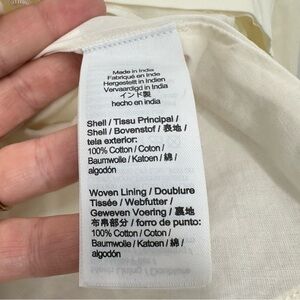 Made in India
Fabriqué en Inde
Hergestellt in Indien
Vervaardigd in India
インド製
hecho en india
Shell / Tissu Principal /
Shell / Bovenstof / 表地 /
tela exterior:
100% Cotton / Coton /
Baumwolle / Katoen / 綿 /
algodón
Woven Lining / Doublure
Tissée / Webfutter /
Geweven Voering / 裏地
布帛部分 / forro de punto:
100% Cotton / Coton /
Baumwolle / Katoen / 綿 /
algodón